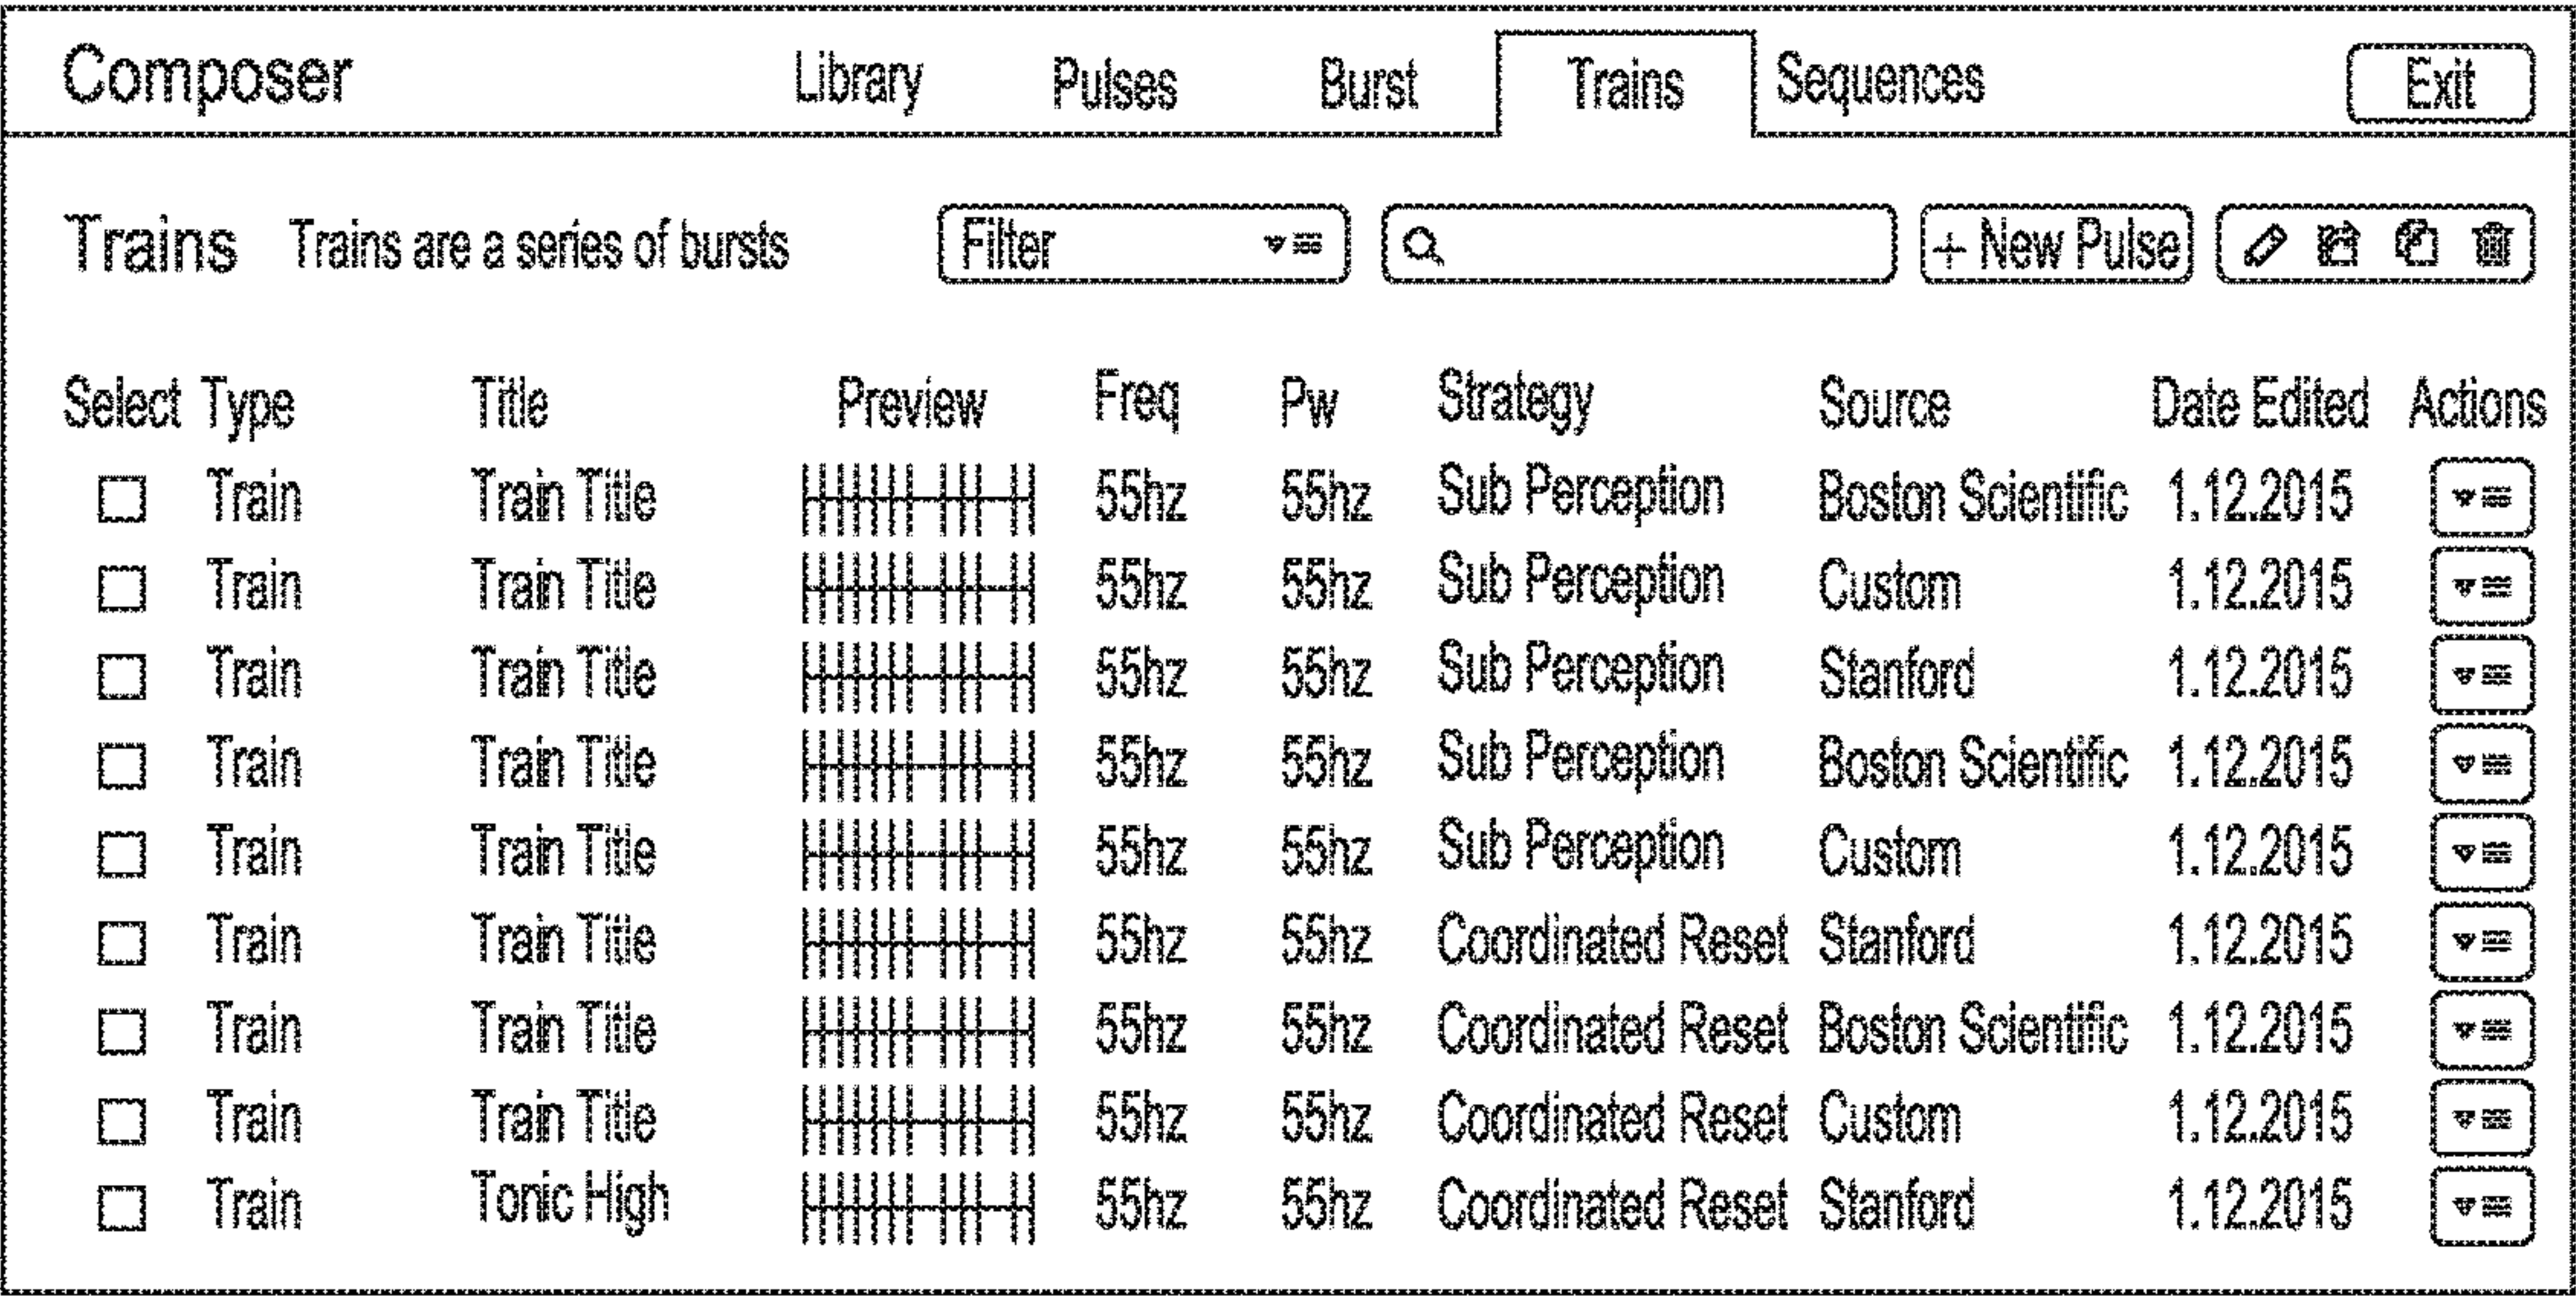 Composer Library Pulses Burst Trains Sequences Exit
Trains Trains are a series of bursts Filter + New Pulse
Select Type Title Preview Freq Pw Strategy Source Date Edited Actions
Train Train Title 55hz 55hz Sub Perception Boston Scientific 1.12.2015
Train Train Title 55hz 55hz Sub Perception Custom 1.12.2015
Train Train Title 55hz 55hz Sub Perception Stanford 1.12.2015
Train Train Title 55hz 55hz Sub Perception Boston Scientific 1.12.2015
Train Train Title 55hz 55hz Sub Perception Custom 1.12.2015
Train Train Title 55hz 55hz Coordinated Reset Stanford 1.12.2015
Train Train Title 55hz 55hz Coordinated Reset Boston Scientific 1.12.2015
Train Train Title 55hz 55hz Coordinated Reset Custom 1.12.2015
Train Tonic High 55hz 55hz Coordinated Reset Stanford 1.12.2015